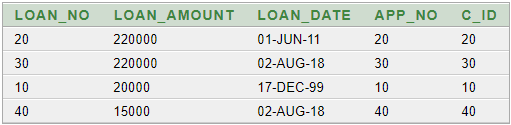 LOAN_NO LOAN_AMOUNT LOAN_DATE APP_NO C_ID
20 220000 01-JUN-11 20 20
30 220000 02-AUG-18 30 30
10 20000 17-DEC-99 10 10
40 15000 02-AUG-18 40 40